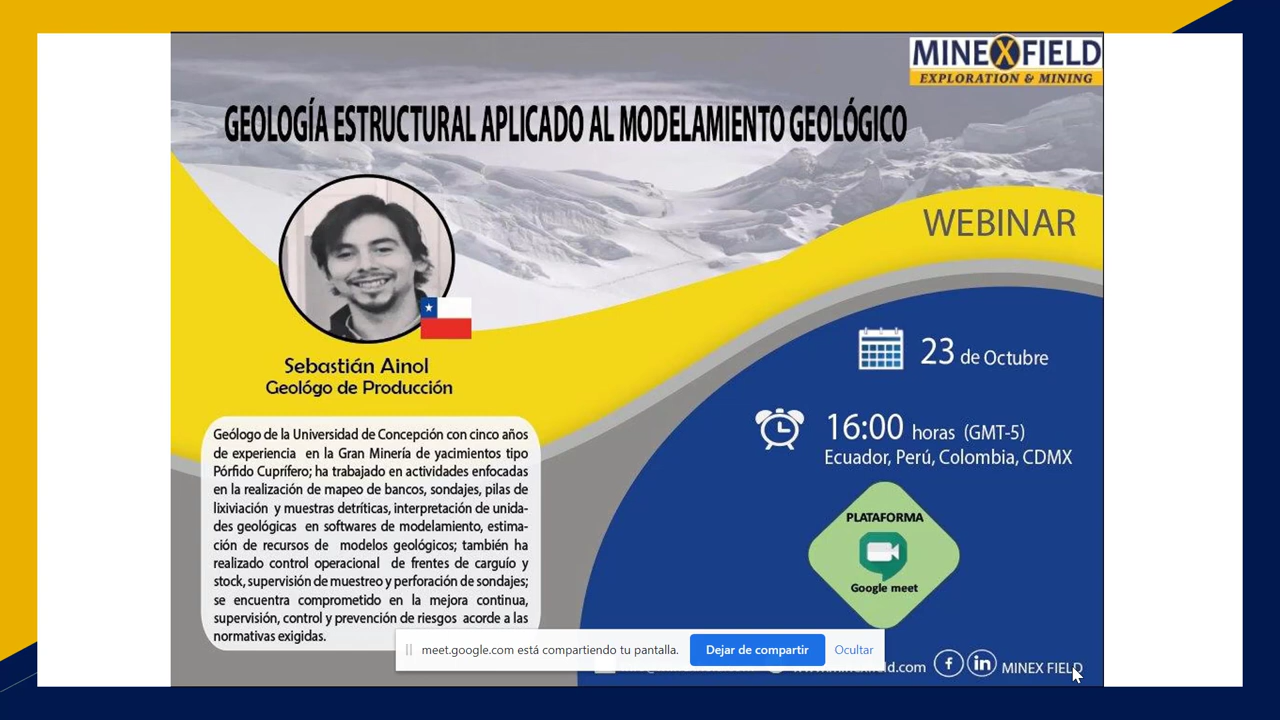 MINEXFIELD
EXPLORATION & MINING
GEOLOGÍA ESTRUCTURAL APLICADO AL MODELAMIENTO GEOLÓGICO
WEBINAR
Sebastián Ainol
Geológo de Producción
Geólogo de la Universidad de Concepción con cinco años
de experiencia en la Gran Minería de yacimientos tipo
Pórfido Cuprífero; ha trabajado en actividades enfocadas
en la realización de mapeo de bancos, sondajes, pilas de
lixiviación y muestras detríticas, interpretación de unida-
des geológicas en softwares de modelamiento, estima-
ción de recursos de modelos geológicos; también ha
realizado control operacional de frentes de carguío y
stock, supervisión de muestreo y perforación de sondajes;
se encuentra comprometido en la mejora continua,
supervisión, control y prevención de riesgos acorde a las
normativas exigidas.
23 de Octubre
16:00 horas (GMT-5)
Ecuador, Perú, Colombia, CDMX
PLATAFORMA
Google meet
meet.google.com está compartiendo tu pantalla.
Dejar de compartir
Ocultar
MINEX FIELD